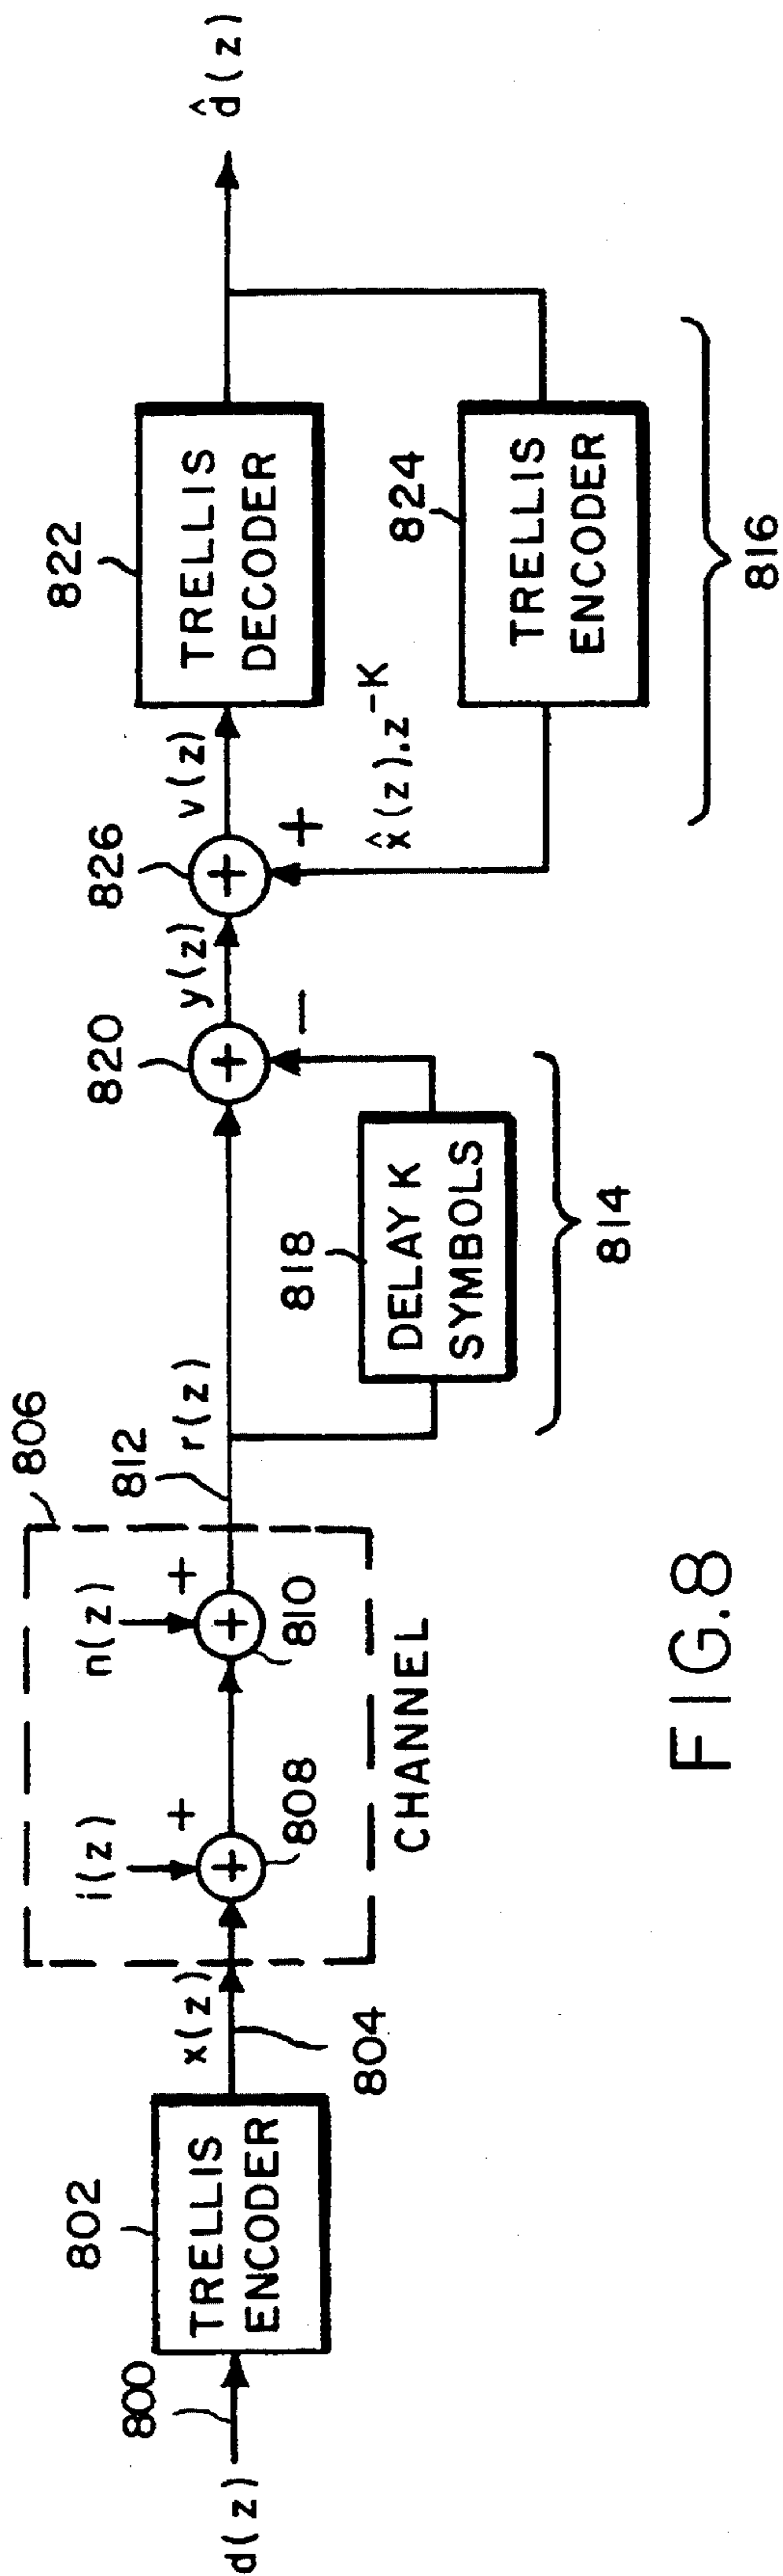 d(z)
800
802
TRELLIS
ENCODER
x(z)
804
806
i(z)
+
+
808
n(z)
+
+
810
CHANNEL
812
r(z)
818
DELAY K
SYMBOLS
814
820
+
−
y(z)
826
+
+
x̂(z).z^-K
v(z)
822
TRELLIS
DECODER
824
TRELLIS
ENCODER
816
d̂(z)
FIG.8